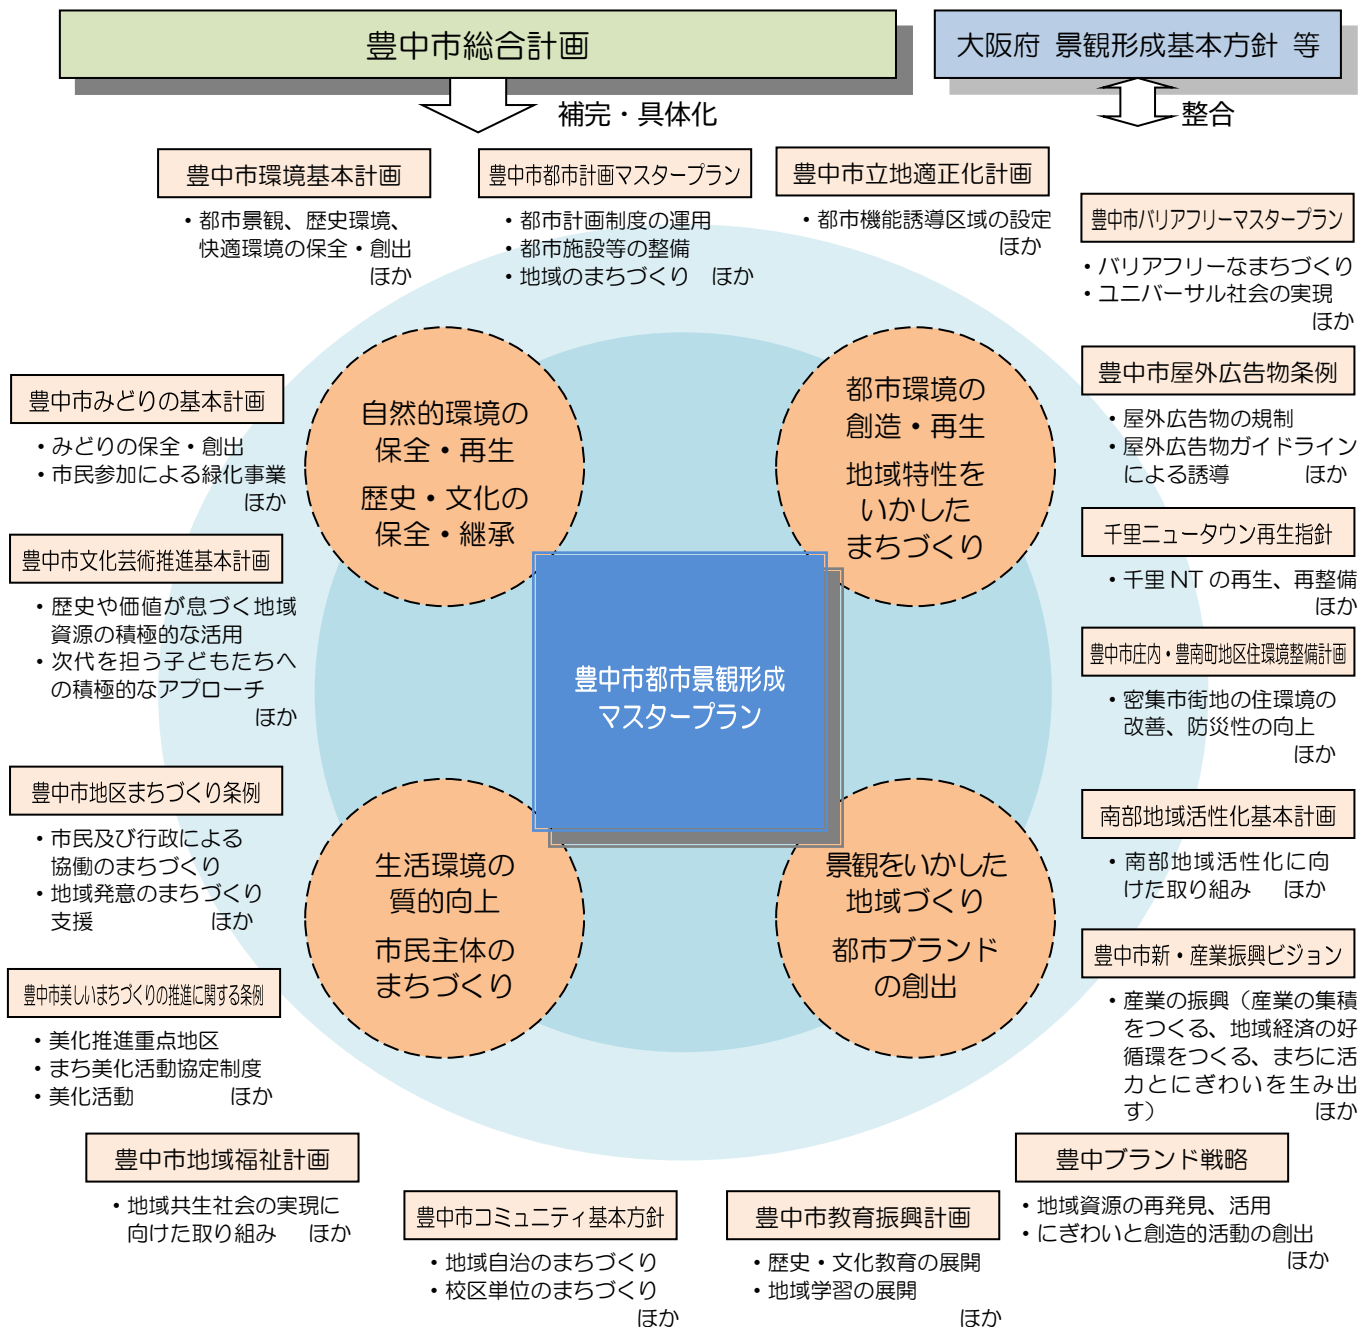 豊中市総合計画
大阪府 景観形成基本方針 等
補完・具体化
整合
豊中市環境基本計画
・都市景観、歴史環境、
快適環境の保全・創出
ほか
豊中市都市計画マスタープラン
・都市計画制度の運用
・都市施設等の整備
・地域のまちづくり ほか
豊中市立地適正化計画
・都市機能誘導区域の設定
ほか
豊中市バリアフリーマスタープラン
・バリアフリーなまちづくり
・ユニバーサル社会の実現
ほか
豊中市みどりの基本計画
・みどりの保全・創出
・市民参加による緑化事業
ほか
豊中市文化芸術推進基本計画
・歴史や価値が息づく地域
資源の積極的な活用
・次代を担う子どもたちへ
の積極的なアプローチ
ほか
豊中市地区まちづくり条例
・市民及び行政による
協働のまちづくり
・地域発意のまちづくり
支援 ほか
豊中市美しいまちづくりの推進に関する条例
・美化推進重点地区
・まち美化活動協定制度
・美化活動 ほか
自然的環境の
保全・再生
歴史・文化の
保全・継承
都市環境の
創造・再生
地域特性を
いかした
まちづくり
豊中市都市景観形成
マスタープラン
生活環境の
質的向上
市民主体の
まちづくり
景観をいかした
地域づくり
都市ブランド
の創出
豊中市屋外広告物条例
・屋外広告物の規制
・屋外広告物ガイドライン
による誘導 ほか
千里ニュータウン再生指針
・千里 NT の再生、再整備
ほか
豊中市庄内・豊南町地区住環境整備計画
・密集市街地の住環境の
改善、防災性の向上
ほか
南部地域活性化基本計画
・南部地域活性化に向
けた取り組み ほか
豊中市新・産業振興ビジョン
・産業の振興（産業の集積
をつくる、地域経済の好
循環をつくる、まちに活
力とにぎわいを生み出
す） ほか
豊中市地域福祉計画
・地域共生社会の実現に
向けた取り組み ほか
豊中市コミュニティ基本方針
・地域自治のまちづくり
・校区単位のまちづくり
ほか
豊中市教育振興計画
・歴史・文化教育の展開
・地域学習の展開
ほか
豊中ブランド戦略
・地域資源の再発見、活用
・にぎわいと創造的活動の創出
ほか